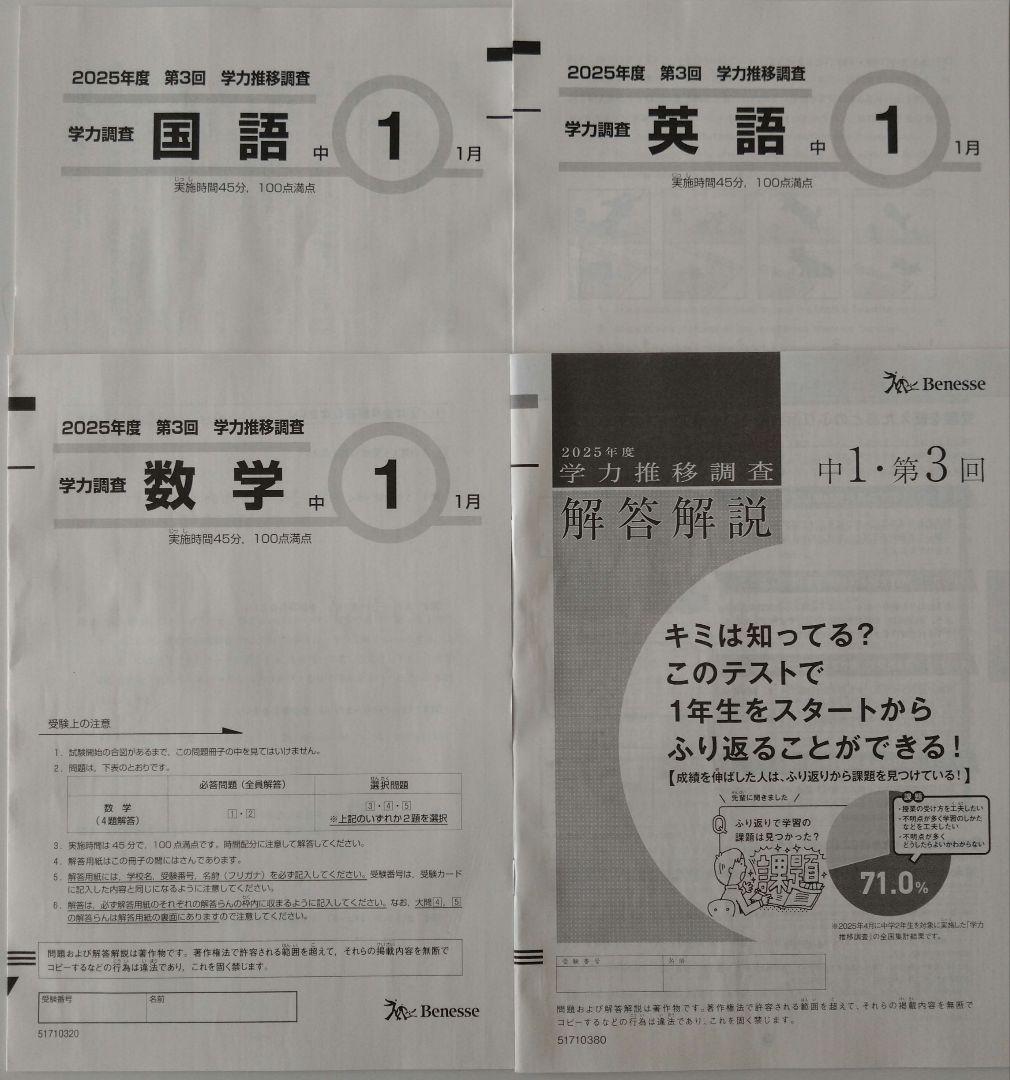 2025年度　第3回　学力推移調査
学力調査 国語 中 1 1月
じっし
実施時間45分，100点満点
2025年度　第3回　学力推移調査
学力調査 英語 中 1 1月
じっし
実施時間45分，100点満点
2025年度　第3回　学力推移調査
学力調査 数学 中 1 1月
じっし
実施時間45分，100点満点
受験上の注意
1．試験開始の合図があるまで，この問題冊子の中を見てはいけません。
2．問題は，下表のとおりです。
必答問題（全員解答） 選択問題
せんたく
数　学
（4題解答）
1・2
3・4・5
※上記のいずれか2題を選択
3．実施時間は45分で，100点満点です。時間配分に注意して解答してください。
4．解答用紙はこの冊子の間にはさんであります。
5．解答用紙には，学校名，受験番号，名前（フリガナ）を必ず記入してください。受験番号は，受験カード
に記入した内容と同じになるように注意してください。
6．解答は，必ず解答用紙のそれぞれの解答らんの枠内に収まるように記入してください。なお，大問4，5
の解答らんは解答用紙の裏面にありますので注意してください。
問題および解答解説は著作物です。著作権法で許容される範囲を超えて，それらの掲載内容を無断で
コピーするなどの行為は違法であり，これを固く禁じます。
受験番号 名前
Benesse
51710320
Benesse
2025年度
学力推移調査
解答解説
中1・第3回
キミは知ってる？
このテストで
1年生をスタートから
ふり返ることができる！
【成績を伸ばした人は、ふり返りから課題を見つけている！】
先輩に聞きました
Q ふり返りで学習の
課題は見つかった？
課題
課題
・授業の受け方を工夫したい
・不明点が多く学習のしかた
などを工夫したい
・不明点が多く
どうしたらよいかわからない
71.0%
※2025年4月に中学2年生を対象に実施した「学力
推移調査」の全国集計結果です。
受験番号 名前
問題および解答解説は著作物です。著作権法で許容される範囲を超えて、それらの掲載内容を無断で
コピーするなどの行為は違法であり、これを固く禁じます。
51710380